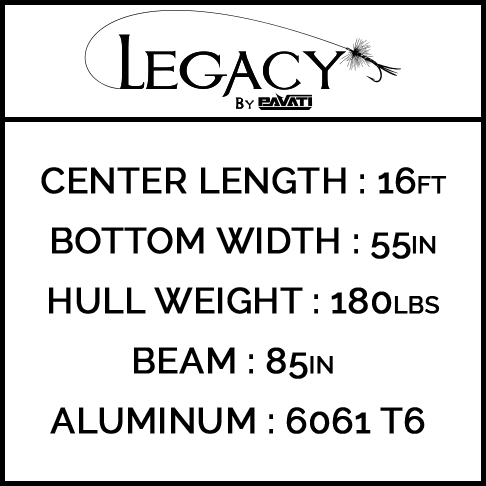 LEGACY
BY PAVATI
CENTER LENGTH : 16FT
BOTTOM WIDTH : 55IN
HULL WEIGHT : 180LBS
BEAM : 85IN
ALUMINUM : 6061 T6